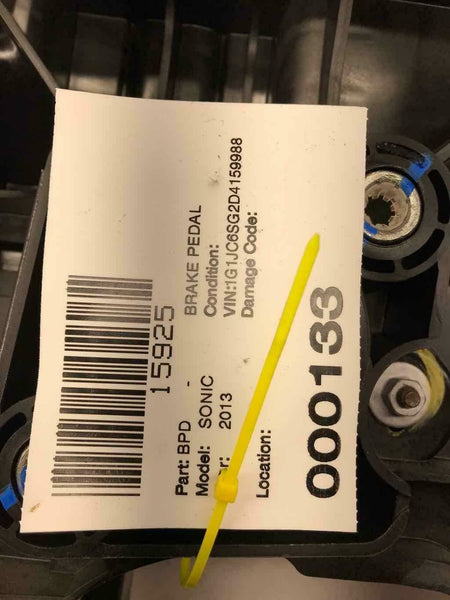 15925
Part: BPD - BRAKE PEDAL
Model: SONIC Condition:
r: 2013 VIN:1G1JC6SG2D4159988
Damage Code:
Location:
000133